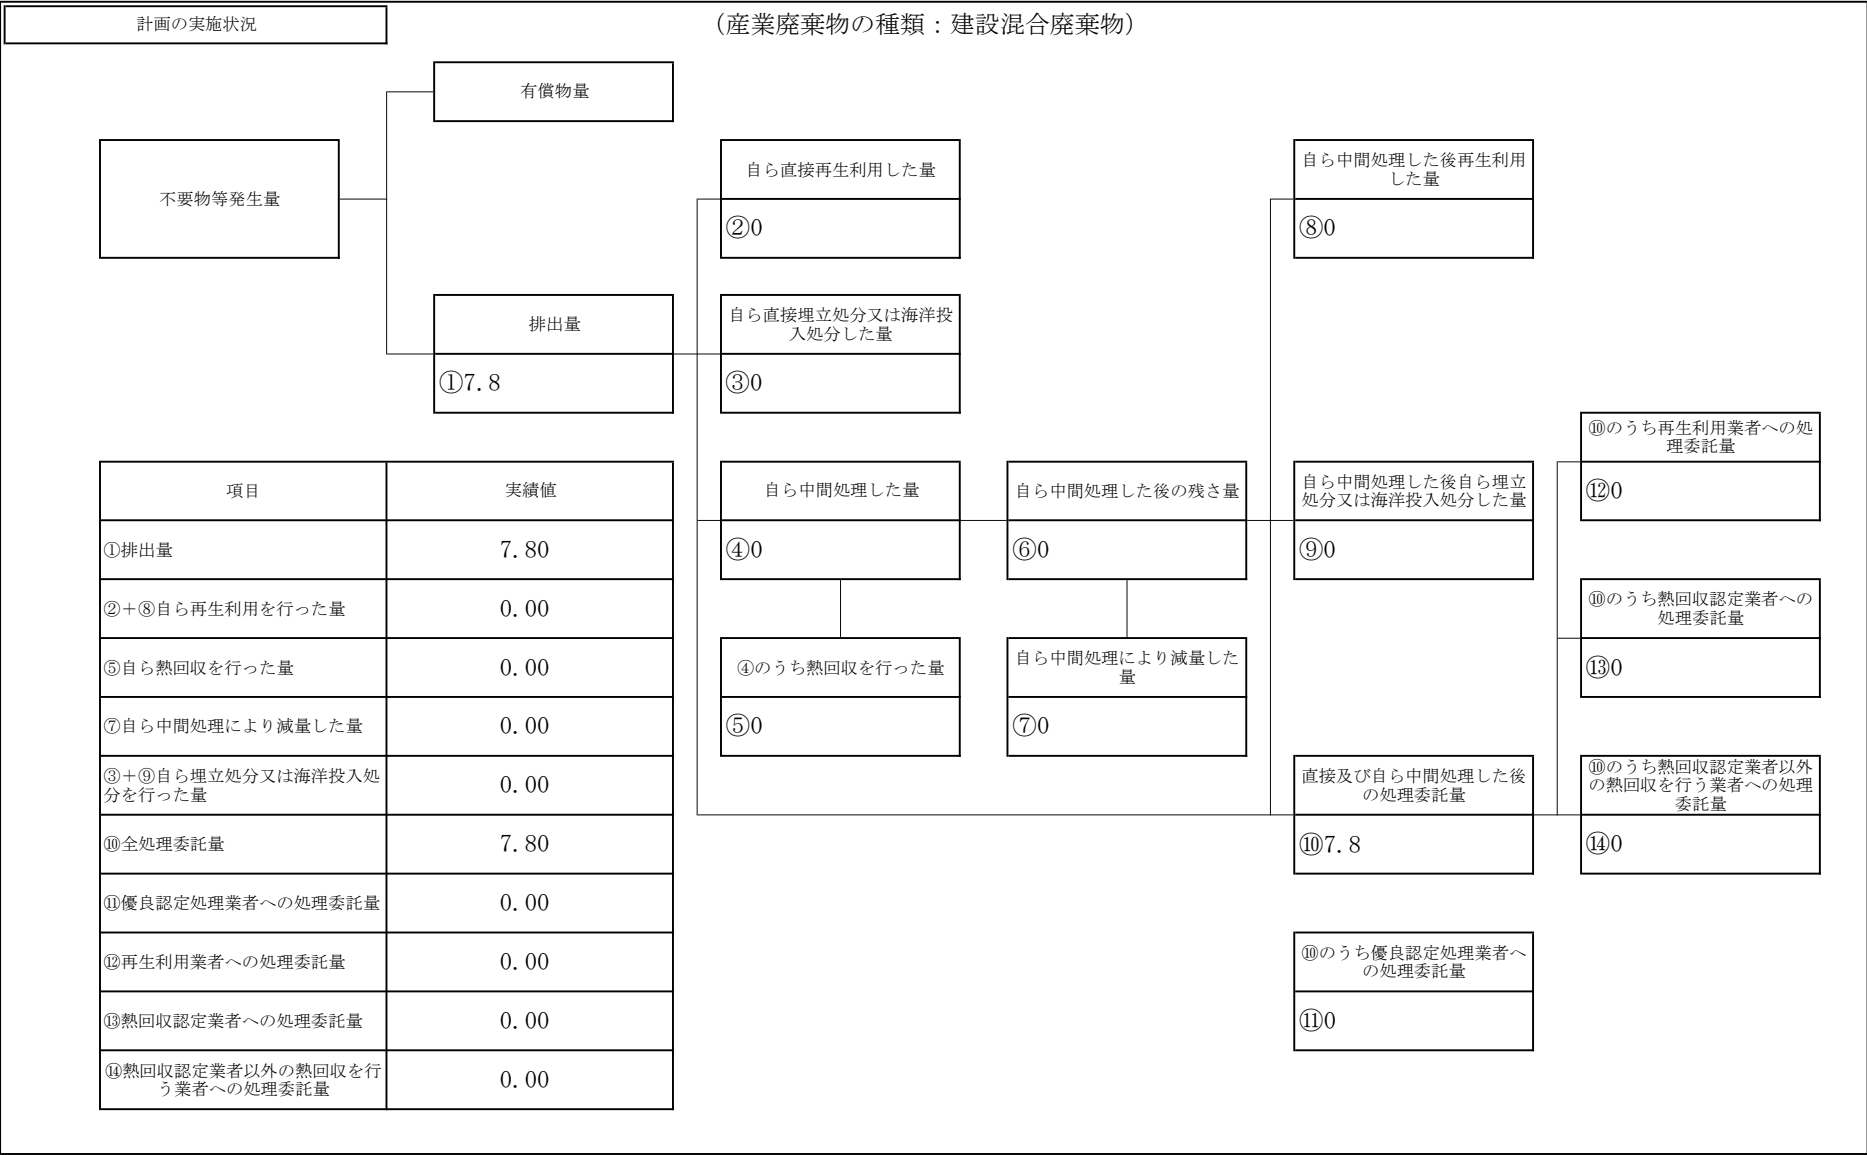 計画の実施状況
（産業廃棄物の種類：建設混合廃棄物）
有償物量
不要物等発生量
自ら直接再生利用した量
②0
自ら中間処理した後再生利用
した量
⑧0
排出量
①7.8
自ら直接埋立処分又は海洋投
入処分した量
③0
⑩のうち再生利用業者への処
理委託量
⑫0
自ら中間処理した量
④0
自ら中間処理した後の残さ量
⑥0
自ら中間処理した後自ら埋立
処分又は海洋投入処分した量
⑨0
⑩のうち熱回収認定業者への
処理委託量
⑬0
④のうち熱回収を行った量
⑤0
自ら中間処理により減量した
量
⑦0
直接及び自ら中間処理した後
の処理委託量
⑩7.8
⑩のうち熱回収認定業者以外
の熱回収を行う業者への処理
委託量
⑭0
⑩のうち優良認定処理業者へ
の処理委託量
⑪0
項目 実績値
①排出量 7.80
②＋⑧自ら再生利用を行った量 0.00
⑤自ら熱回収を行った量 0.00
⑦自ら中間処理により減量した量 0.00
③＋⑨自ら埋立処分又は海洋投入処
分を行った量 0.00
⑩全処理委託量 7.80
⑪優良認定処理業者への処理委託量 0.00
⑫再生利用業者への処理委託量 0.00
⑬熱回収認定業者への処理委託量 0.00
⑭熱回収認定業者以外の熱回収を行
う業者への処理委託量 0.00